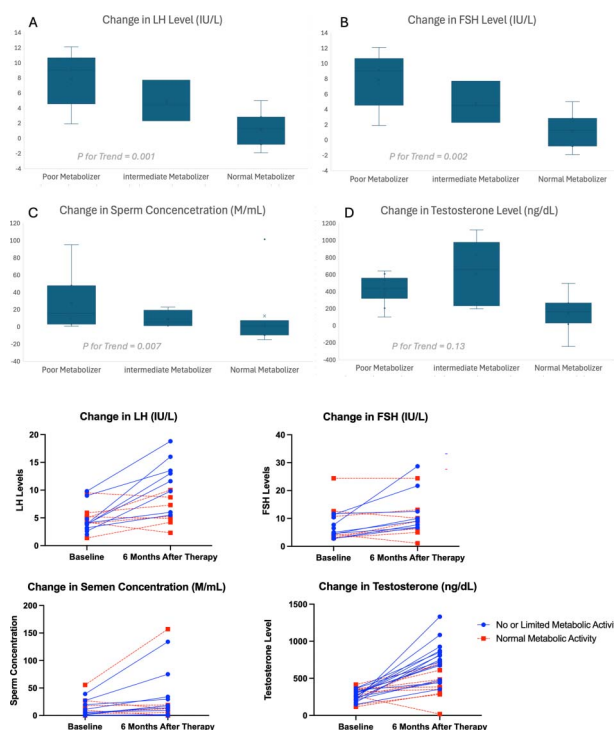 A
Change in LH Level (IU/L)
14
12
10
8
6
4
2
0
-2
-4
P for Trend = 0.001
Poor Metabolizer intermediate Metabolizer Normal Metabolizer
B
Change in FSH Level (IU/L)
14
12
10
8
6
4
2
0
-2
-4
P for Trend = 0.002
Poor Metabolizer intermediate Metabolizer Normal Metabolizer
C
Change in Sperm Concencetration (M/mL)
120
100
80
60
40
20
0
-20
-40
P for Trend = 0.007
Poor Metabolizer intermediate Metabolizer Normal Metabolizer
D
Change in Testosterone Level (ng/dL)
1200
1000
800
600
400
200
0
-200
-400
P for Trend = 0.13
Poor Metabolizer intermediate Metabolizer Normal Metabolizer
Change in LH (IU/L)
LH Levels
20
15
10
5
0
Baseline 6 Months After Therapy
Change in FSH (IU/L)
FSH Levels
40
30
20
10
0
Baseline 6 Months After Therapy
Change in Semen Concentration (M/mL)
Sperm Concentration
200
150
100
50
0
Baseline 6 Months After Therapy
Change in Testosterone (ng/dL)
Testosterone Level
1500
1000
500
0
Baseline 6 Months After Therapy
No or Limited Metabolic Activi
Normal Metabolic Activity